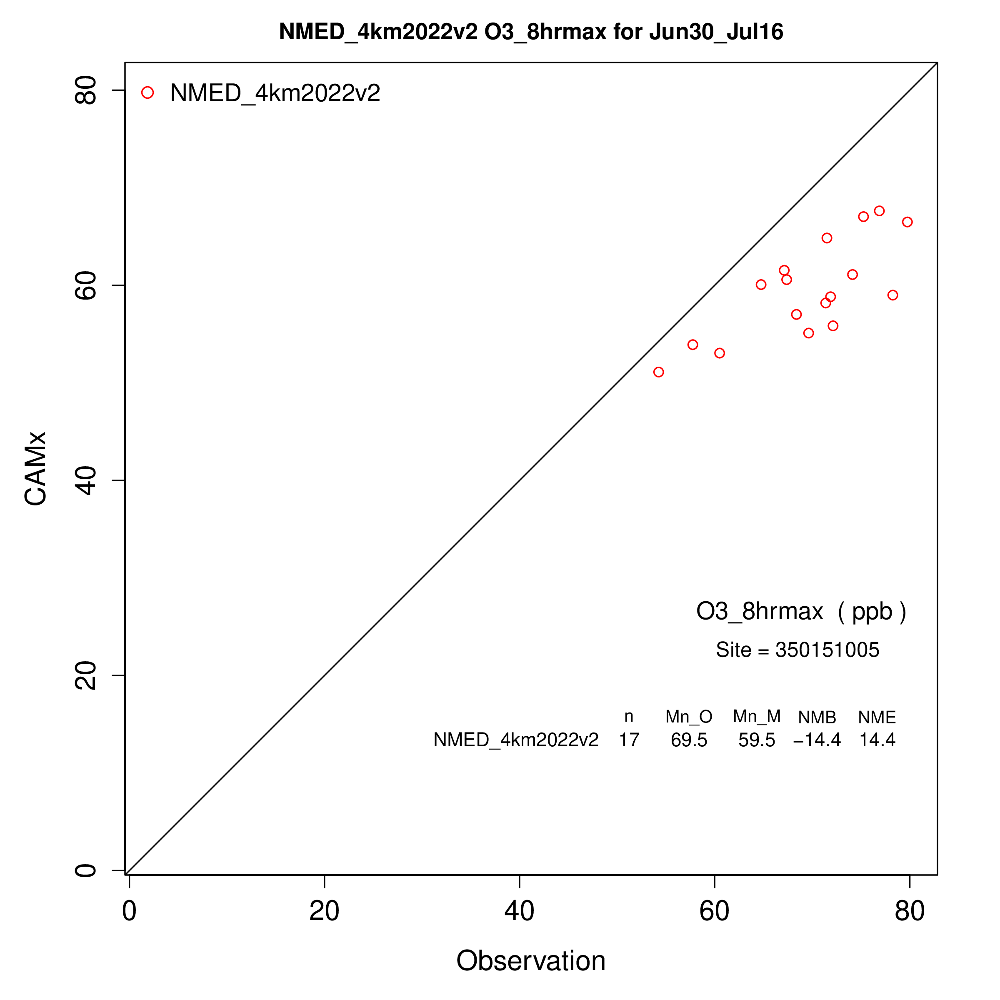 NMED_4km2022v2 O3_8hrmax for Jun30_Jul16
NMED_4km2022v2
80
60
40
20
0
CAMx
O3_8hrmax ( ppb )
Site = 350151005
n Mn_O Mn_M NMB NME
NMED_4km2022v2 17 69.5 59.5 −14.4 14.4
0 20 40 60 80
Observation